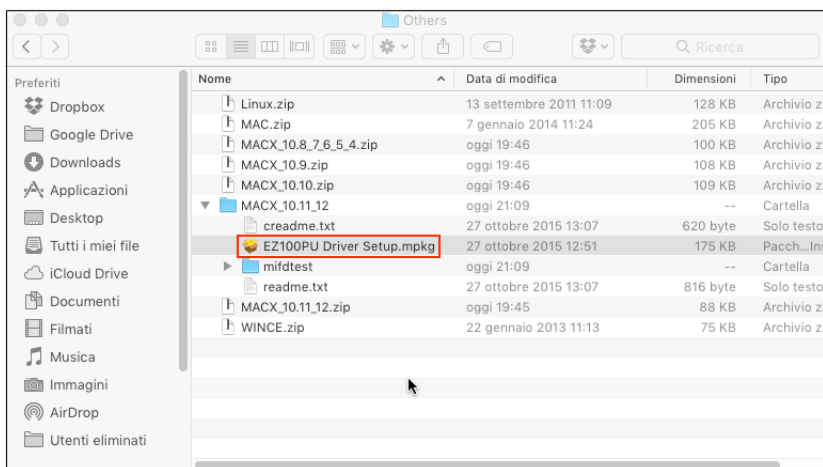 Others
Ricerca
Preferiti
Dropbox
Google Drive
Downloads
Applicazioni
Desktop
Tutti i miei file
iCloud Drive
Documenti
Filmati
Musica
Immagini
AirDrop
Utenti eliminati
Nome Data di modifica Dimensioni Tipo
Linux.zip 13 settembre 2011 11:09 128 KB Archivio z
MAC.zip 7 gennaio 2014 11:24 205 KB Archivio z
MACX_10.8_7_6_5_4.zip oggi 19:46 100 KB Archivio z
MACX_10.9.zip oggi 19:46 108 KB Archivio z
MACX_10.10.zip oggi 19:46 109 KB Archivio z
MACX_10.11_12 oggi 21:09 -- Cartella
creadme.txt 27 ottobre 2015 13:07 620 byte Solo testo
EZ100PU Driver Setup.mpkg 27 ottobre 2015 12:51 175 KB Pacch...Ins
mifdtest oggi 21:09 -- Cartella
readme.txt 27 ottobre 2015 13:07 816 byte Solo testo
MACX_10.11_12.zip oggi 19:45 88 KB Archivio z
WINCE.zip 22 gennaio 2013 11:13 75 KB Archivio z